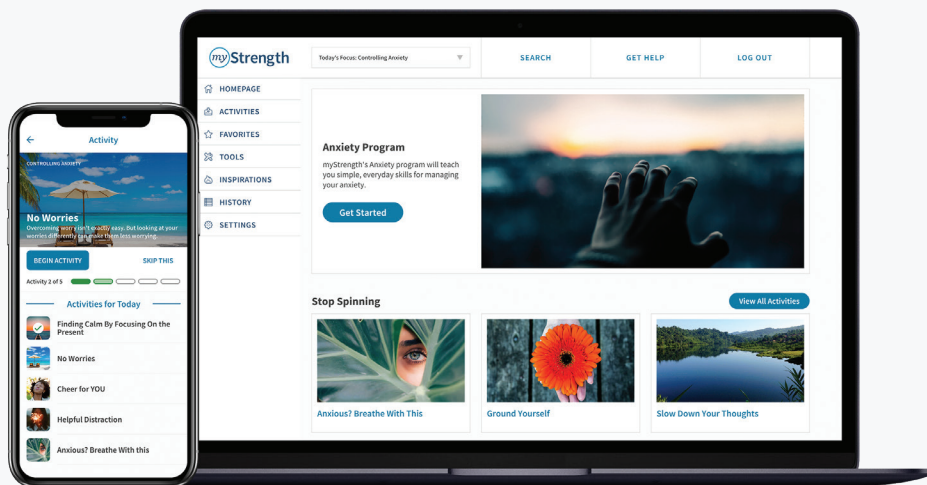 Activity
CONTROLLING ANXIETY
No Worries
Overcoming worry isn't exactly easy. But looking at your
worries differently can make them less worrying.
BEGIN ACTIVITY
SKIP THIS
Activity 2 of 5
Activities for Today
Finding Calm By Focusing On the
Present
No Worries
Cheer for YOU
Helpful Distraction
Anxious? Breathe With this
myStrength
Today's Focus: Controlling Anxiety
SEARCH
GET HELP
LOG OUT
HOMEPAGE
ACTIVITIES
FAVORITES
TOOLS
INSPIRATIONS
HISTORY
SETTINGS
Anxiety Program
myStrength's Anxiety program will teach
you simple, everyday skills for managing
your anxiety.
Get Started
Stop Spinning
View All Activities
Anxious? Breathe With This
Ground Yourself
Slow Down Your Thoughts